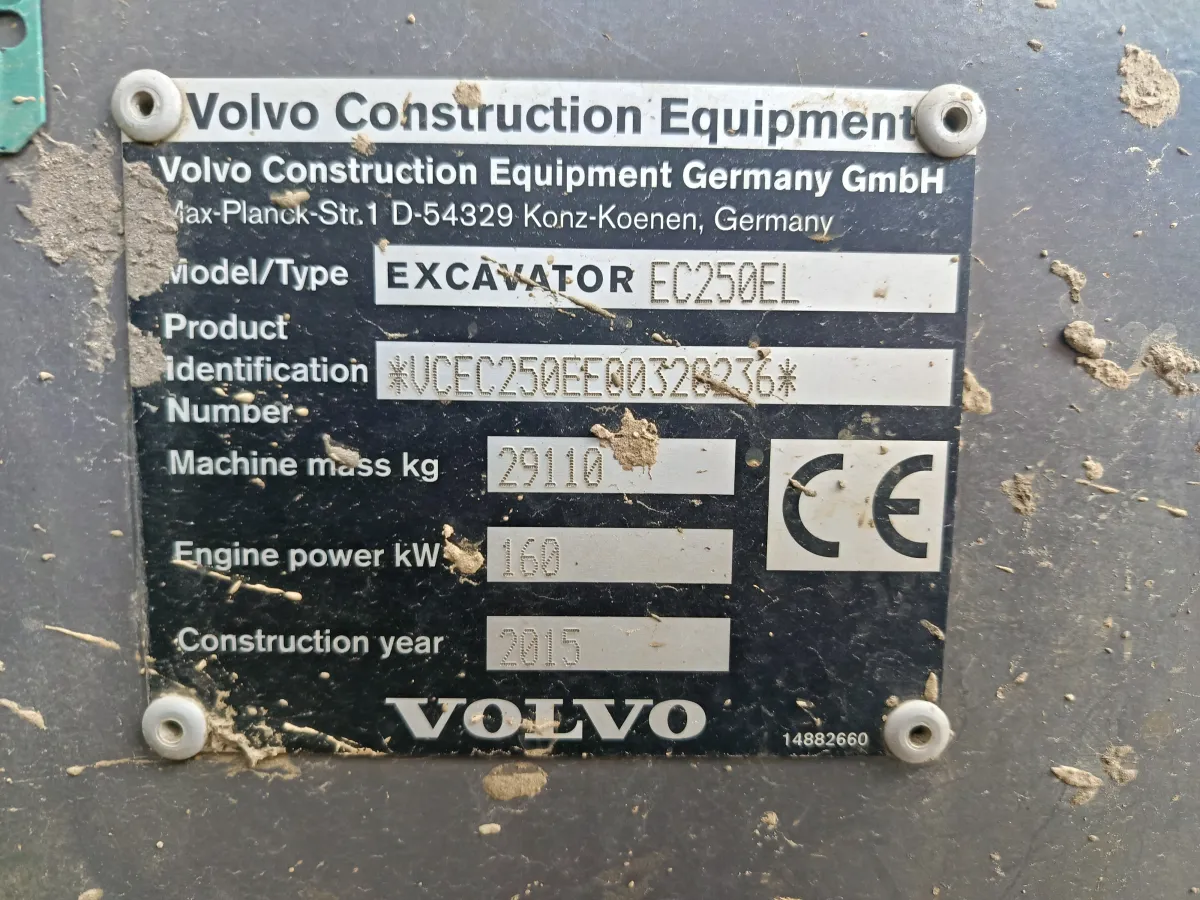 Volvo Construction Equipment
Volvo Construction Equipment Germany GmbH
Max-Planck-Str.1 D-54329 Konz-Koenen, Germany
Model/Type EXCAVATOR EC250EL
Product
Identification *VCEC250EE00320236*
Number
Machine mass kg 29110
Engine power kW 160
CE
Construction year 2015
VOLVO
14882660